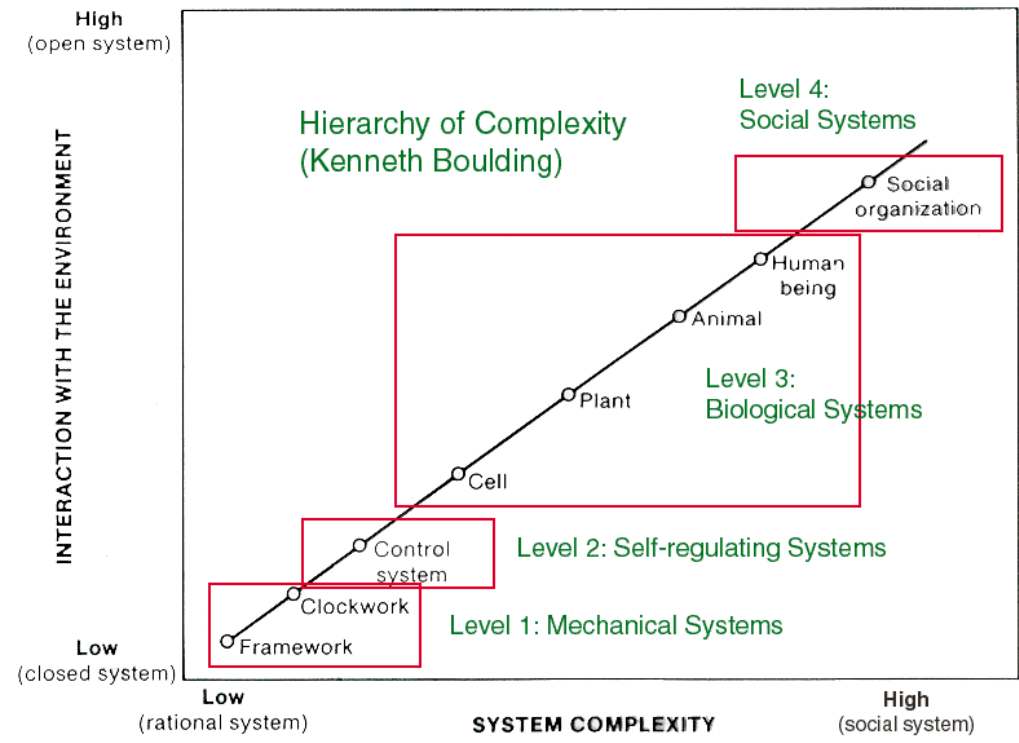 High
(open system)
Level 4:
Social Systems
Hierarchy of Complexity
(Kenneth Boulding)
INTERACTION WITH THE ENVIRONMENT
Social
organization
Human
being
Animal
Level 3:
Biological Systems
Plant
Cell
Control
system
Level 2: Self-regulating Systems
Clockwork
Level 1: Mechanical Systems
Framework
Low
(closed system)
Low
(rational system)
SYSTEM COMPLEXITY
High
(social system)